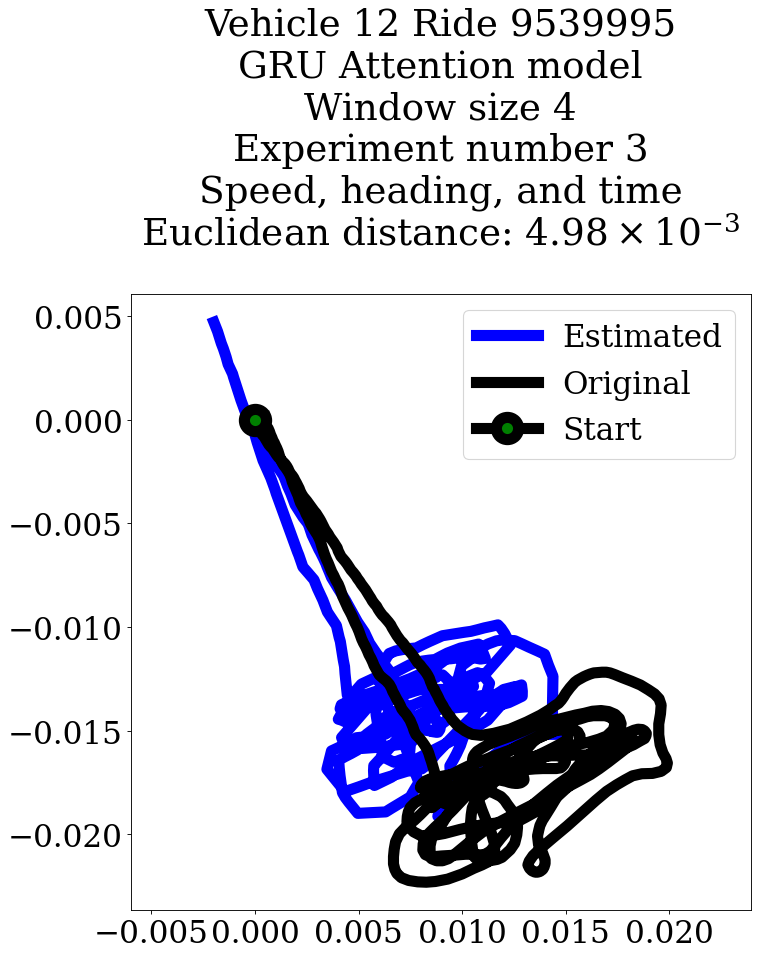 Vehicle 12 Ride 9539995
GRU Attention model
Window size 4
Experiment number 3
Speed, heading, and time
Euclidean distance: 4.98 × 10⁻³
Estimated
Original
Start
0.005
0.000
−0.005
−0.010
−0.015
−0.020
−0.005 0.000 0.005 0.010 0.015 0.020